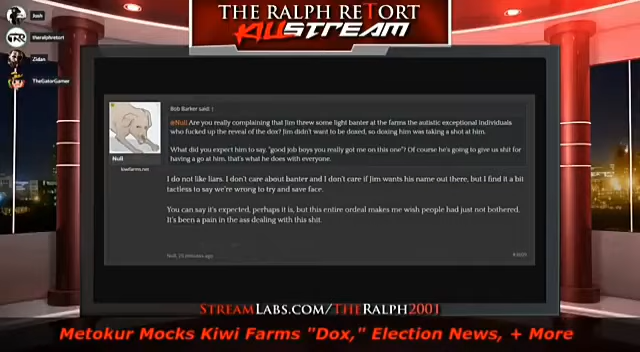 THE RALPH RETORT
KILLSTREAM
Josh
TRR
theralphretort
Zidan
TheGatorGamer
Bob Barker said: ↑
@Null Are you really complaining that Jim threw some light banter at the farms the autistic exceptional individuals
who fucked up the reveal of the dox? Jim didn't want to be doxed, so doxing him was taking a shot at him.
What did you expect him to say, "good job boys you really got me on this one"? Of course he's going to give us shit for
having a go at him, that's what he does with everyone.
Null
kiwifarms.net
I do not like liars. I don't care about banter and I don't care if Jim wants his name out there, but I find it a bit
tactless to say we're wrong to try and save face.
You can say it's expected, perhaps it is, but this entire ordeal makes me wish people had just not bothered.
It's been a pain in the ass dealing with this shit.
Null, 25 minutes ago
StreamLabs.com/TheRalph2001
Metokur Mocks Kiwi Farms "Dox," Election News, + More